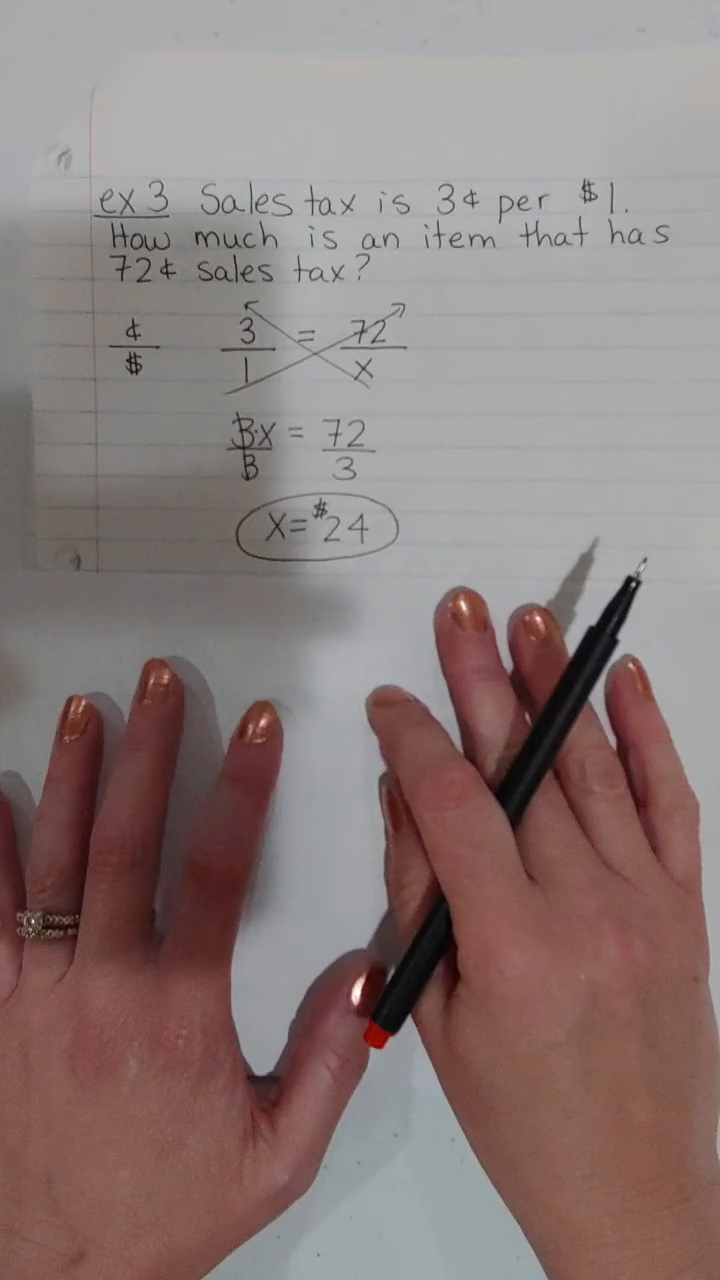 ex 3 Sales tax is 3¢ per $1.
How much is an item that has
72¢ sales tax?
¢/$ 3/1 = 72/x
3·x/3 = 72/3
x = $24